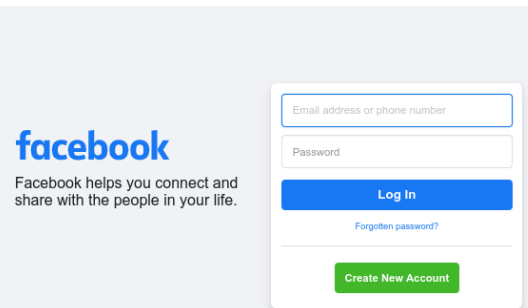 facebook
Facebook helps you connect and
share with the people in your life.
Email address or phone number
Password
Log In
Forgotten password?
Create New Account